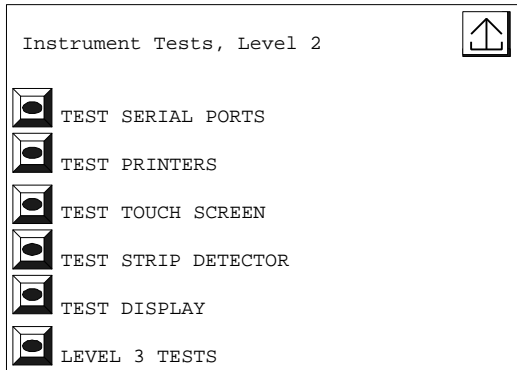 Instrument Tests, Level 2
TEST SERIAL PORTS
TEST PRINTERS
TEST TOUCH SCREEN
TEST STRIP DETECTOR
TEST DISPLAY
LEVEL 3 TESTS